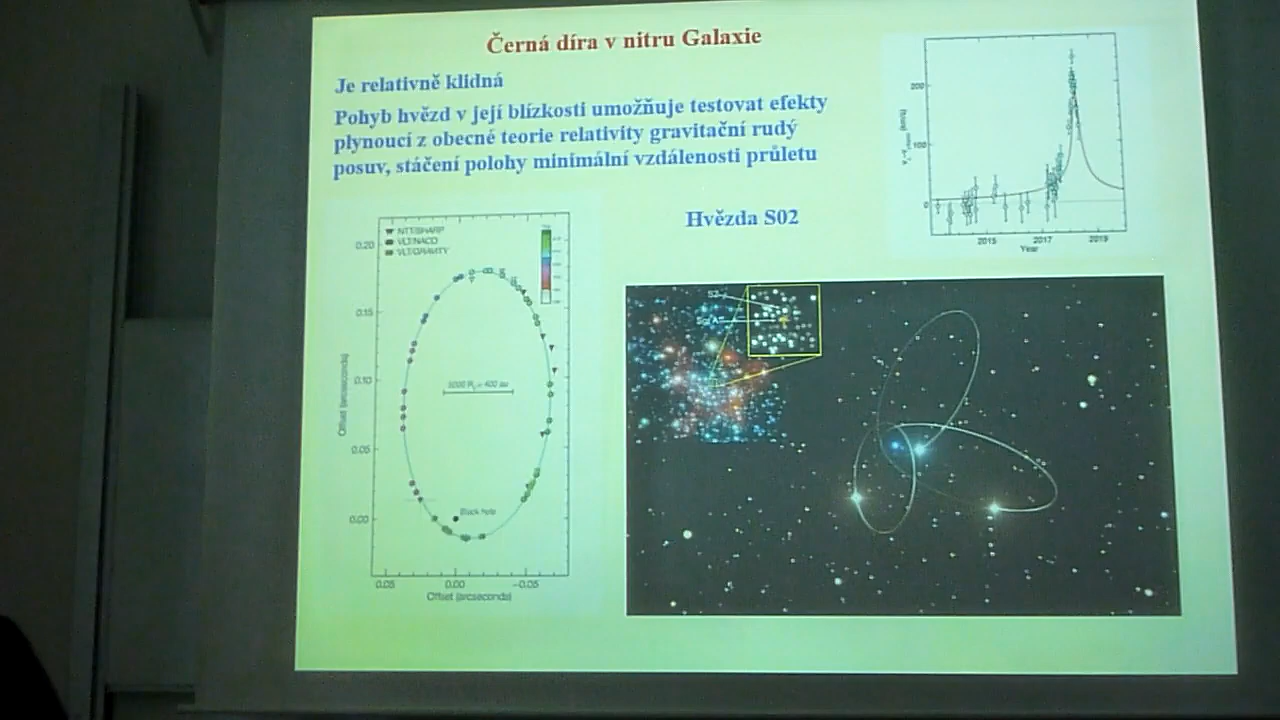 Černá díra v nitru Galaxie
Je relativně klidná
Pohyb hvězd v její blízkosti umožňuje testovat efekty
plynoucí z obecné teorie relativity gravitační rudý
posuv, stáčení polohy minimální vzdálenosti průletu
Hvězda S02
200
100
0
2015
2017
2019
Year
NTT/SHARP
VLT/NACO
VLT/GRAVITY
0.20
0.15
0.10
0.05
0.00
Offset (arcseconds)
Black hole
0.05
0.00
-0.05
Offset (arcseconds)